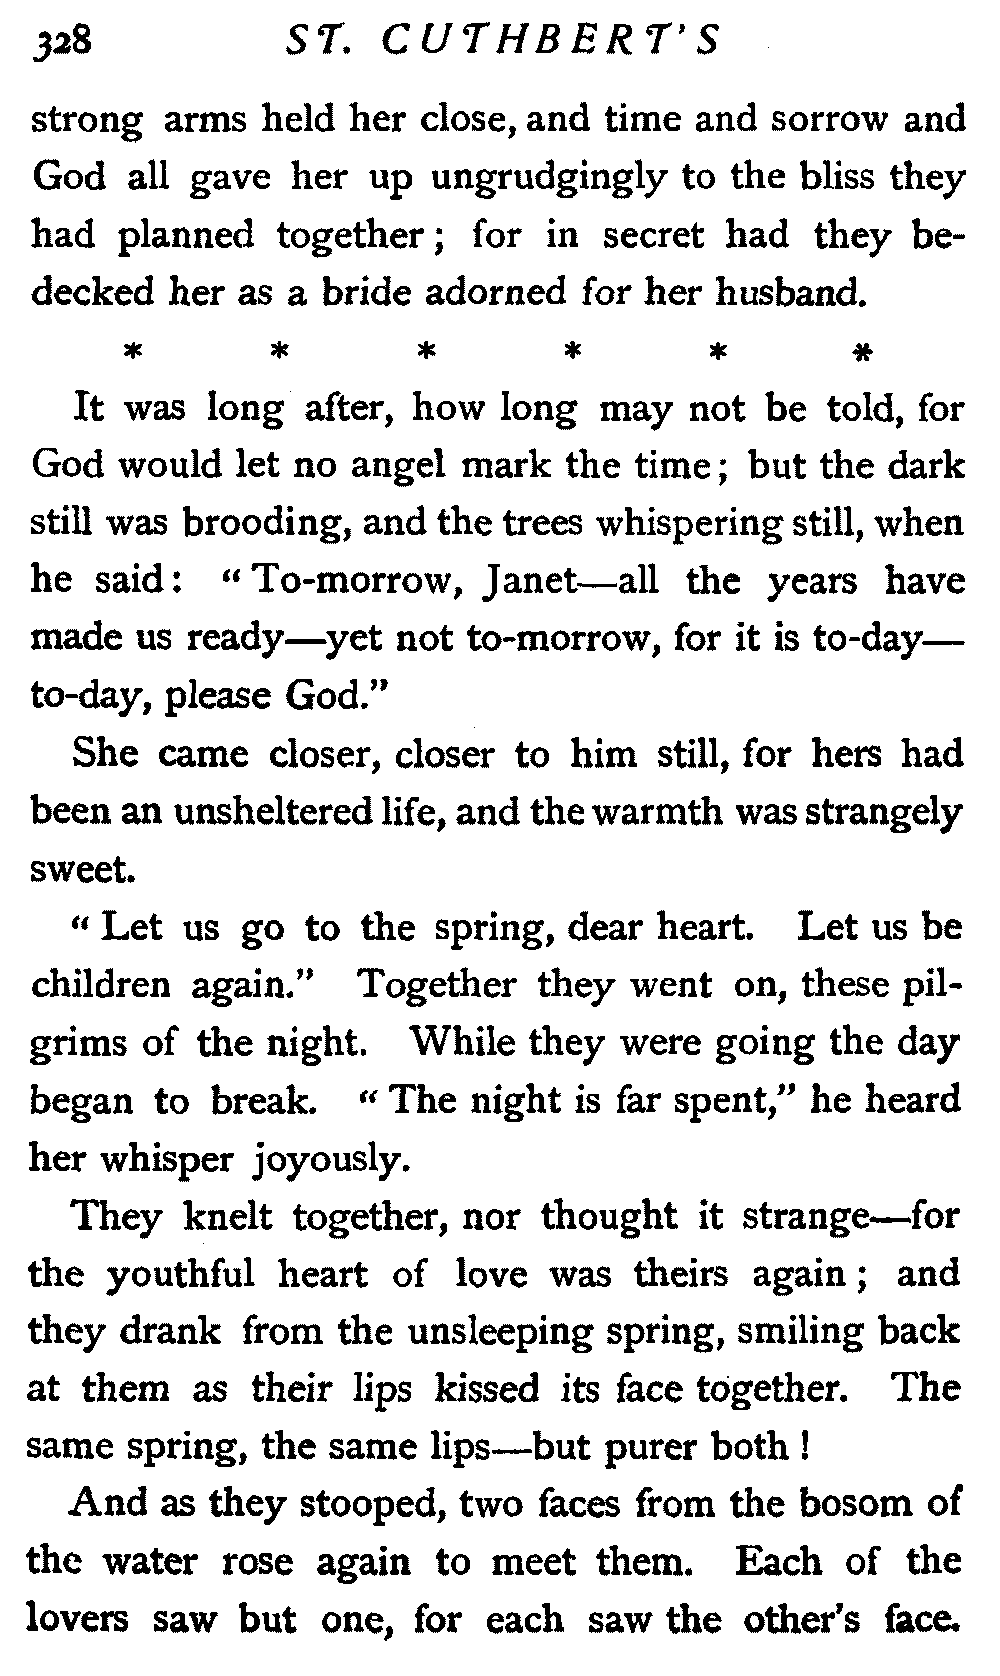 328 ST. CUTHBERT'S
strong arms held her close, and time and sorrow and
God all gave her up ungrudgingly to the bliss they
had planned together; for in secret had they be-
decked her as a bride adorned for her husband.
* * * * * *
It was long after, how long may not be told, for
God would let no angel mark the time; but the dark
still was brooding, and the trees whispering still, when
he said: "To-morrow, Janet—all the years have
made us ready—yet not to-morrow, for it is to-day—
to-day, please God."
She came closer, closer to him still, for hers had
been an unsheltered life, and the warmth was strangely
sweet.
"Let us go to the spring, dear heart. Let us be
children again." Together they went on, these pil-
grims of the night. While they were going the day
began to break. "The night is far spent," he heard
her whisper joyously.
They knelt together, nor thought it strange—for
the youthful heart of love was theirs again; and
they drank from the unsleeping spring, smiling back
at them as their lips kissed its face together. The
same spring, the same lips—but purer both!
And as they stooped, two faces from the bosom of
the water rose again to meet them. Each of the
lovers saw but one, for each saw the other's face.